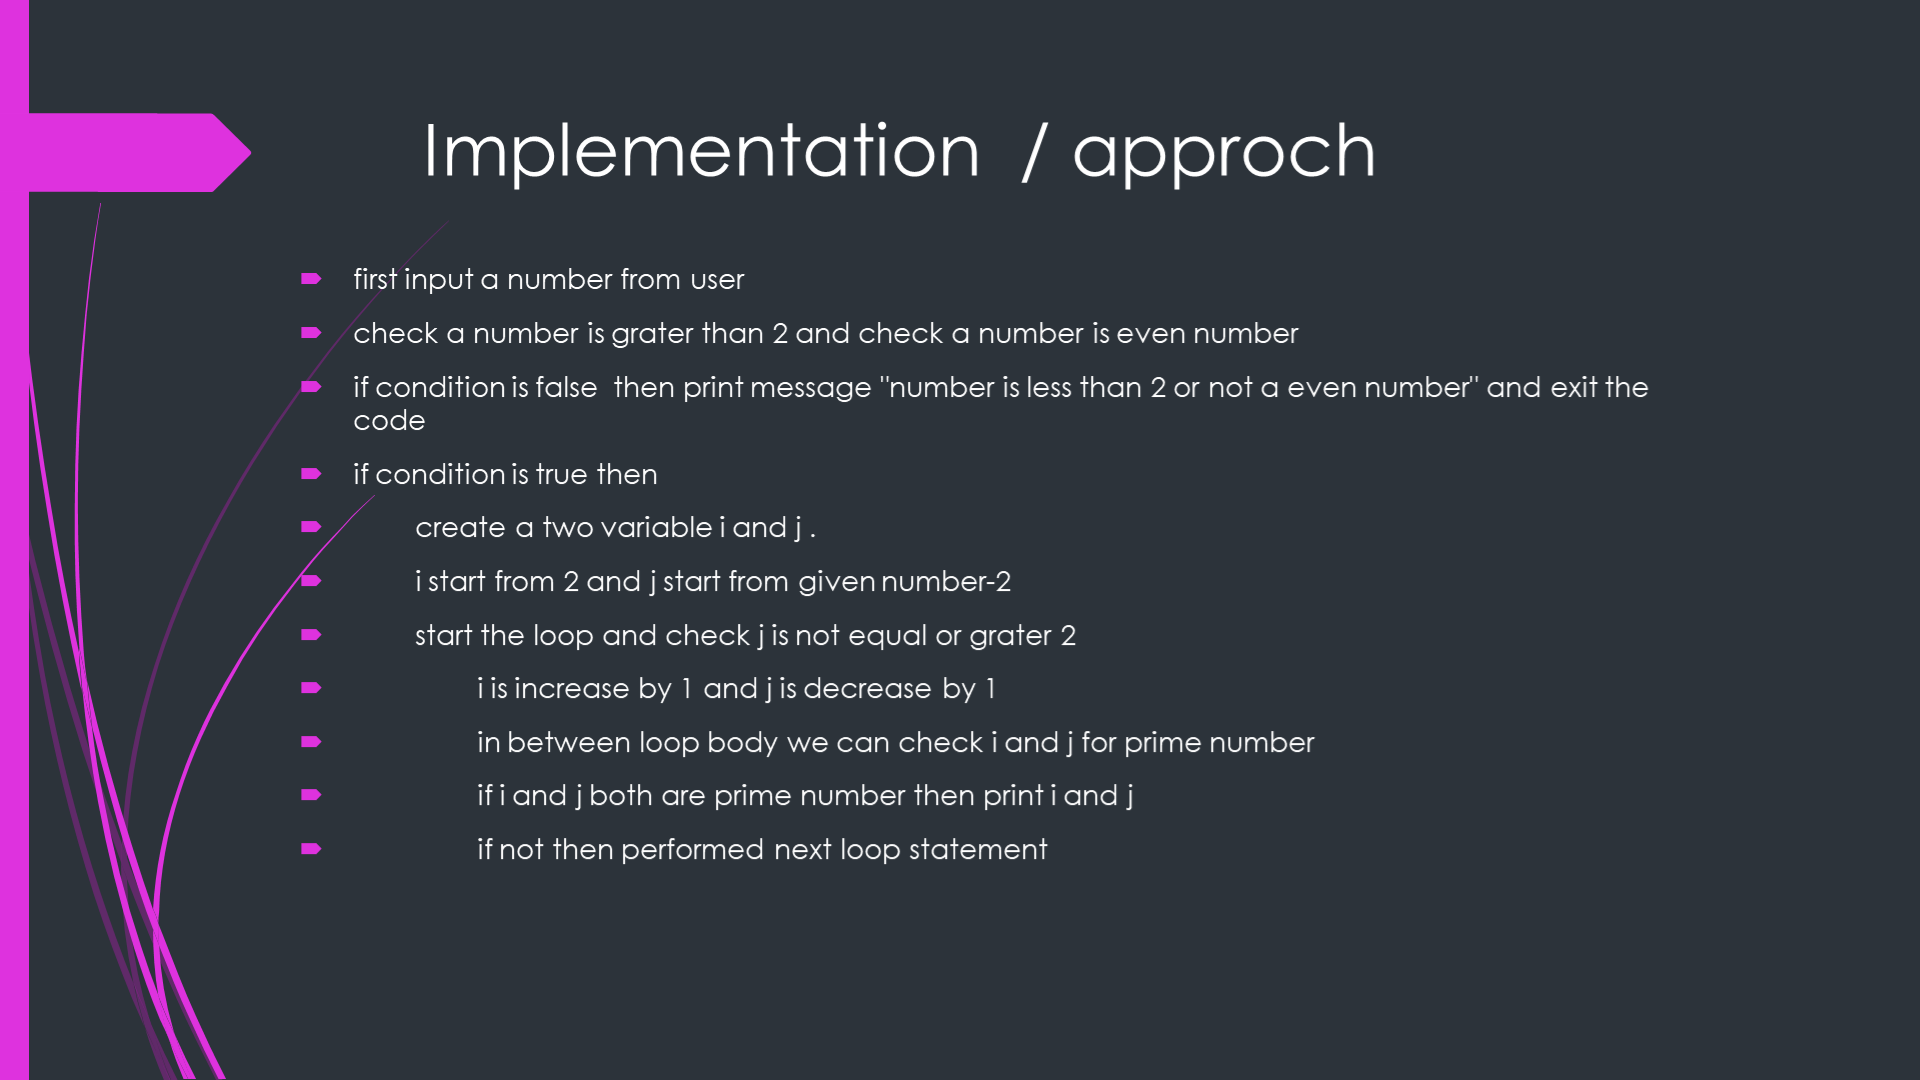 Implementation / approch
first input a number from user
check a number is grater than 2 and check a number is even number
if condition is false then print message "number is less than 2 or not a even number" and exit the
code
if condition is true then
create a two variable i and j .
i start from 2 and j start from given number-2
start the loop and check j is not equal or grater 2
i is increase by 1 and j is decrease by 1
in between loop body we can check i and j for prime number
if i and j both are prime number then print i and j
if not then performed next loop statement